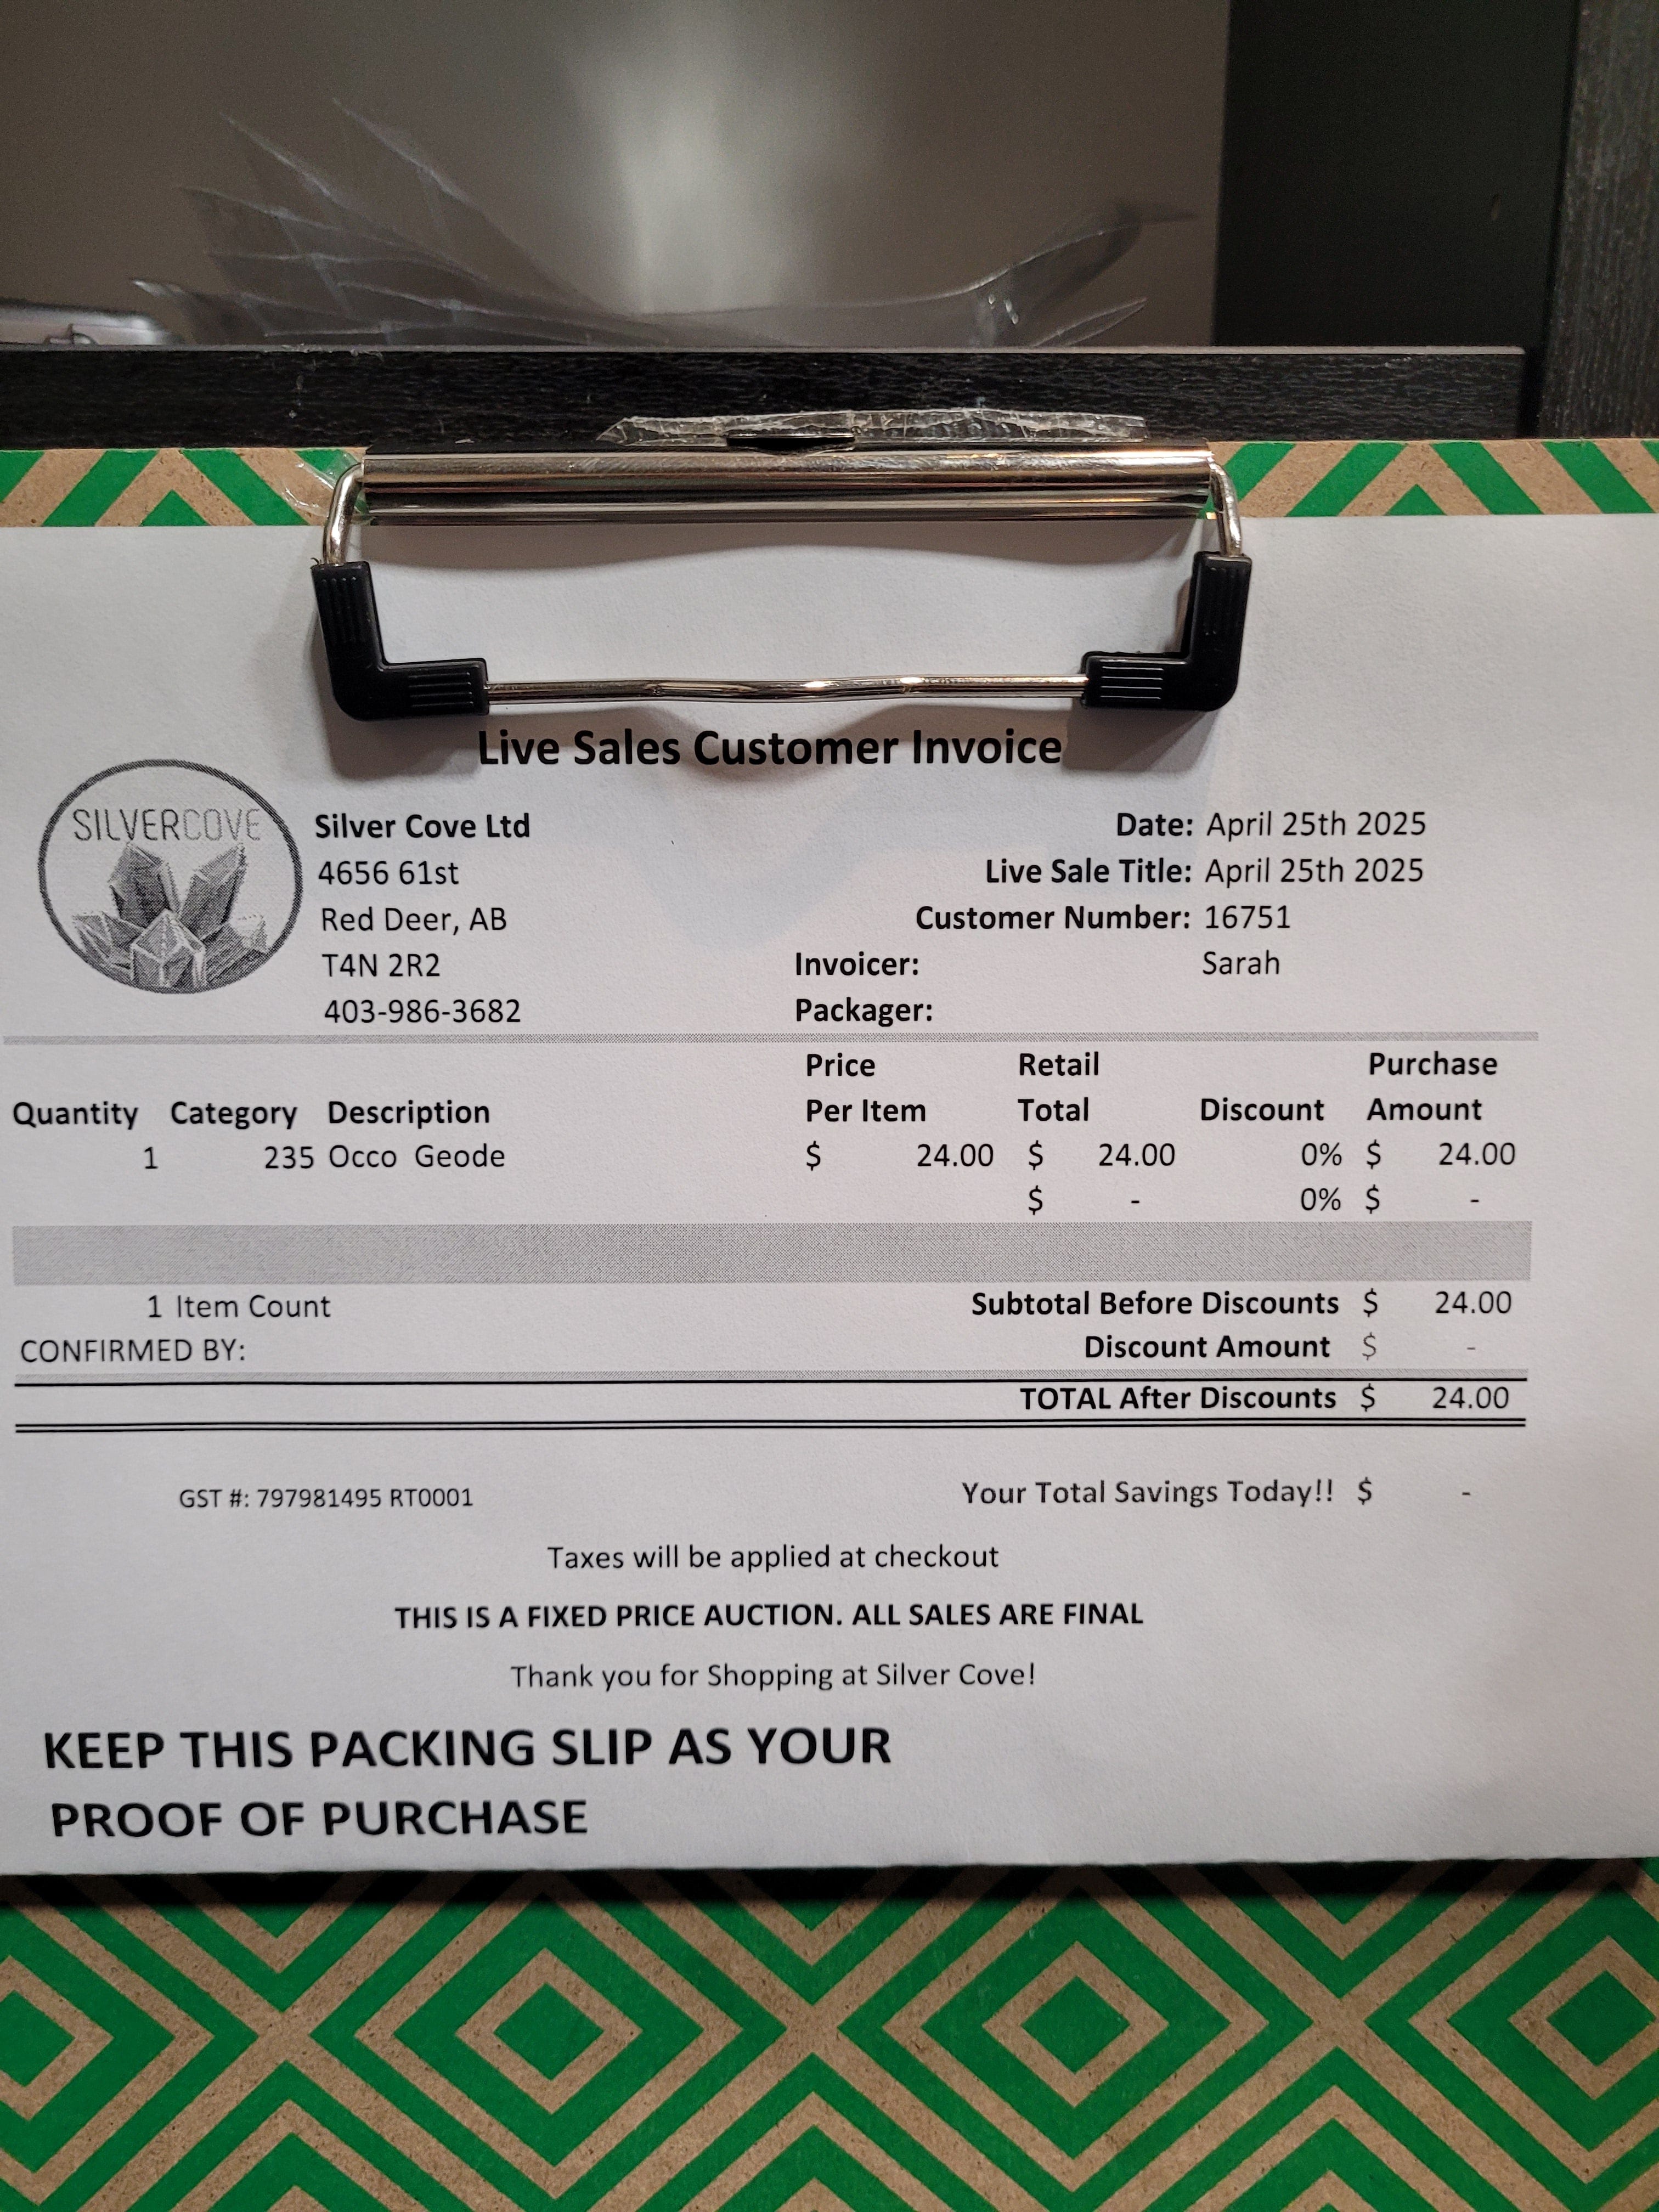 Live Sales Customer Invoice
SILVERCOVE
Silver Cove Ltd
4656 61st
Red Deer, AB
T4N 2R2
403-986-3682
Date: April 25th 2025
Live Sale Title: April 25th 2025
Customer Number: 16751
Invoicer: Sarah
Packager:
Quantity Category Description Price Per Item Retail Total Discount Purchase Amount
1 235 Occo Geode $ 24.00 $ 24.00 0% $ 24.00
$ - 0% $ -
1 Item Count Subtotal Before Discounts $ 24.00
CONFIRMED BY: Discount Amount $ -
TOTAL After Discounts $ 24.00
GST #: 797981495 RT0001 Your Total Savings Today!! $ -
Taxes will be applied at checkout
THIS IS A FIXED PRICE AUCTION. ALL SALES ARE FINAL
Thank you for Shopping at Silver Cove!
KEEP THIS PACKING SLIP AS YOUR
PROOF OF PURCHASE